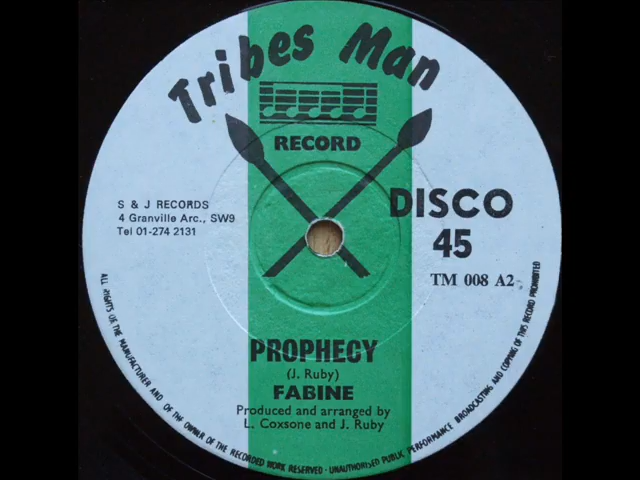 Tribes Man
RECORD
S & J RECORDS
4 Granville Arc., SW9
Tel 01-274 2131
DISCO
45
TM 008 A2
PROPHECY
(J. Ruby)
FABINE
Produced and arranged by
L. Coxsone and J. Ruby
ALL RIGHTS OF THE MANUFACTURER AND OF THE OWNER OF THE RECORDED WORK RESERVED - UNAUTHORISED PUBLIC PERFORMANCE BROADCASTING AND COPYING OF THIS RECORD PROHIBITED